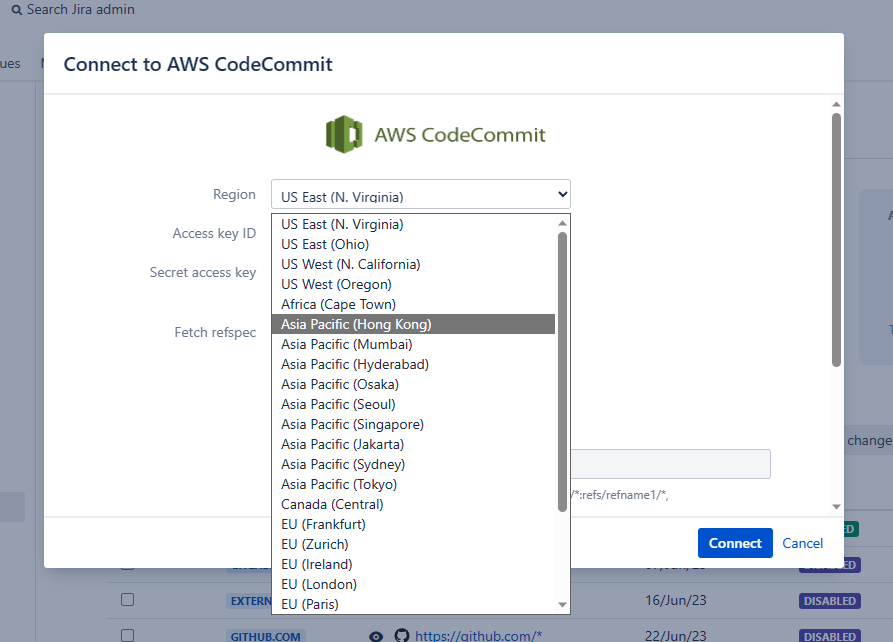 Search Jira admin
ues
Connect to AWS CodeCommit
AWS CodeCommit
Region
US East (N. Virginia)
Access key ID
Secret access key
Fetch refspec
US East (N. Virginia)
US East (Ohio)
US West (N. California)
US West (Oregon)
Africa (Cape Town)
Asia Pacific (Hong Kong)
Asia Pacific (Mumbai)
Asia Pacific (Hyderabad)
Asia Pacific (Osaka)
Asia Pacific (Seoul)
Asia Pacific (Singapore)
Asia Pacific (Jakarta)
Asia Pacific (Sydney)
Asia Pacific (Tokyo)
Canada (Central)
EU (Frankfurt)
EU (Zurich)
EU (Ireland)
EU (London)
EU (Paris)
/*:refs/refname1/*,
change
Connect
Cancel
ED
EXTERN
16/Jun/23
DISABLED
GITHUB.COM
https://github.com/*
22/Jun/23
DISABLED